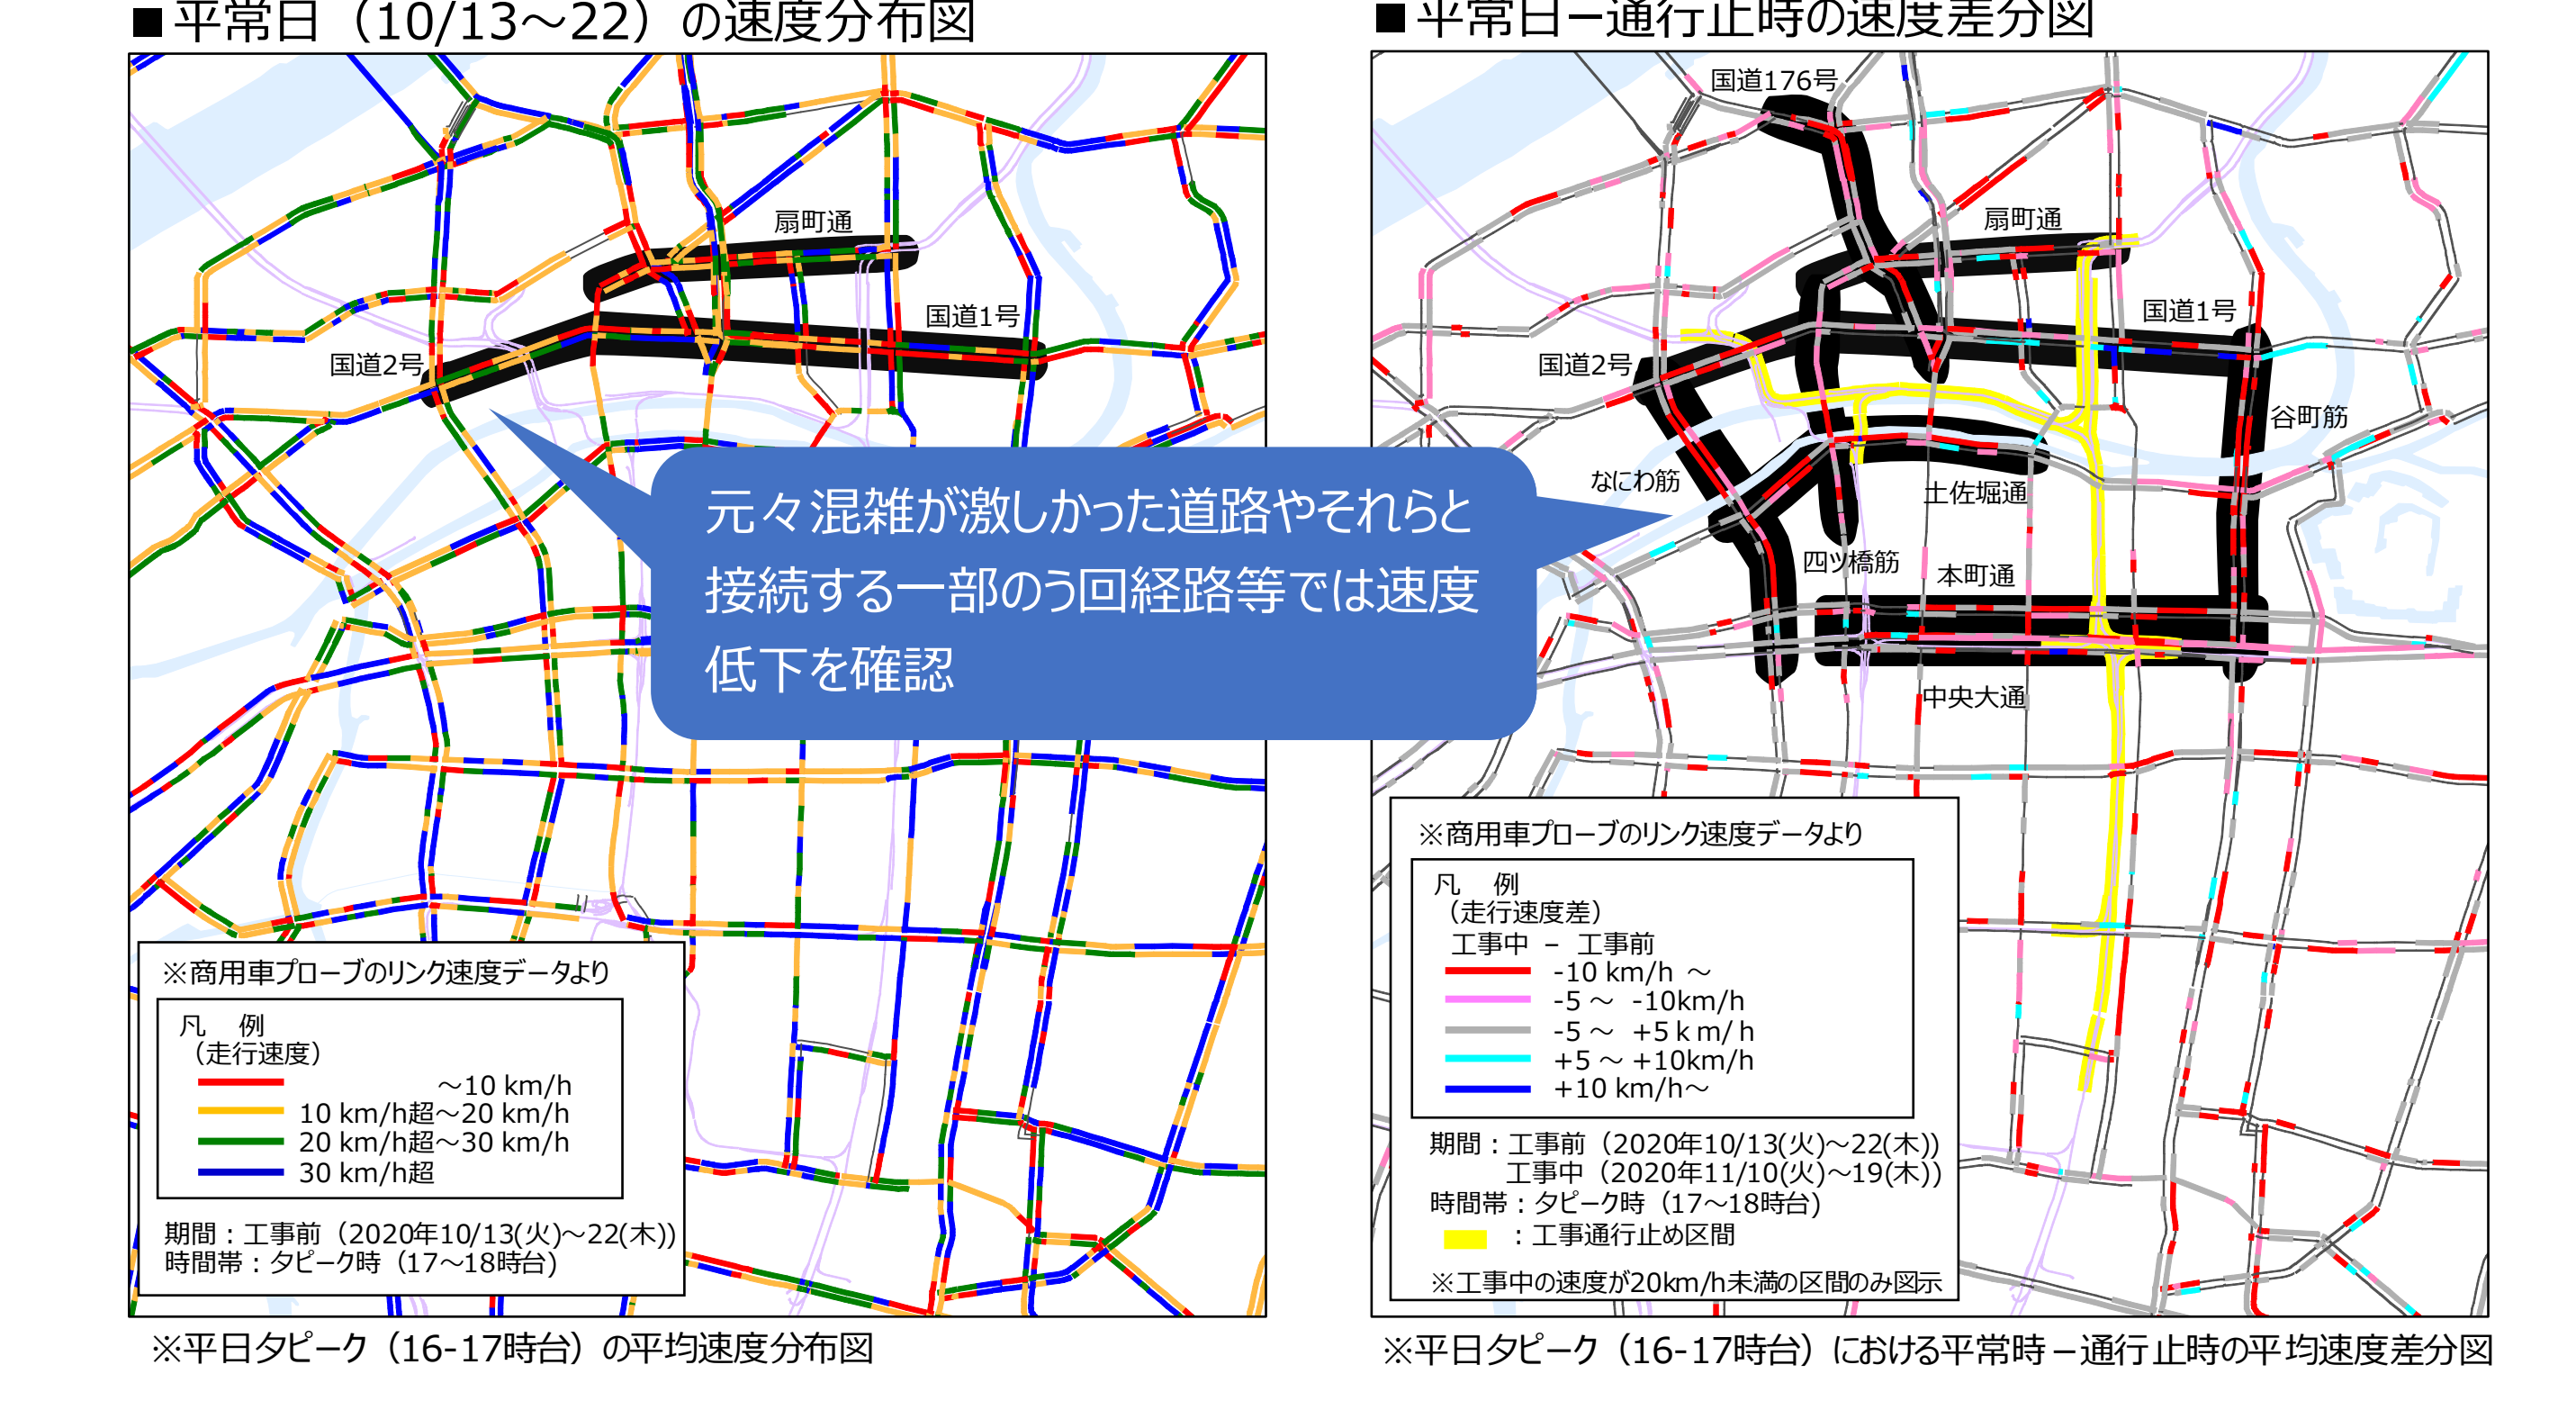 ■平常日（10/13～22）の速度分布図
扇町通
国道1号
国道2号
※商用車プローブのリンク速度データより
凡　例
（走行速度）
～10 km/h
10 km/h超～20 km/h
20 km/h超～30 km/h
30 km/h超
期間：工事前（2020年10/13(火)～22(木)）
時間帯：夕ピーク時（17～18時台）
※平日夕ピーク（16-17時台）の平均速度分布図
元々混雑が激しかった道路やそれらと
接続する一部のう回経路等では速度
低下を確認
■平常日－通行止時の速度差分図
国道176号
扇町通
国道1号
国道2号
谷町筋
なにわ筋
土佐堀通
四ツ橋筋
本町通
中央大通
※商用車プローブのリンク速度データより
凡　例
（走行速度差）
工事中 － 工事前
-10 km/h ～
-5 ～ -10km/h
-5 ～ +5ｋｍ/ｈ
+5 ～ +10km/h
+10 km/h～
期間：工事前（2020年10/13(火)～22(木)）
工事中（2020年11/10(火)～19(木)）
時間帯：夕ピーク時（17～18時台）
：工事通行止め区間
※工事中の速度が20km/h未満の区間のみ図示
※平日夕ピーク（16-17時台）における平常時－通行止時の平均速度差分図